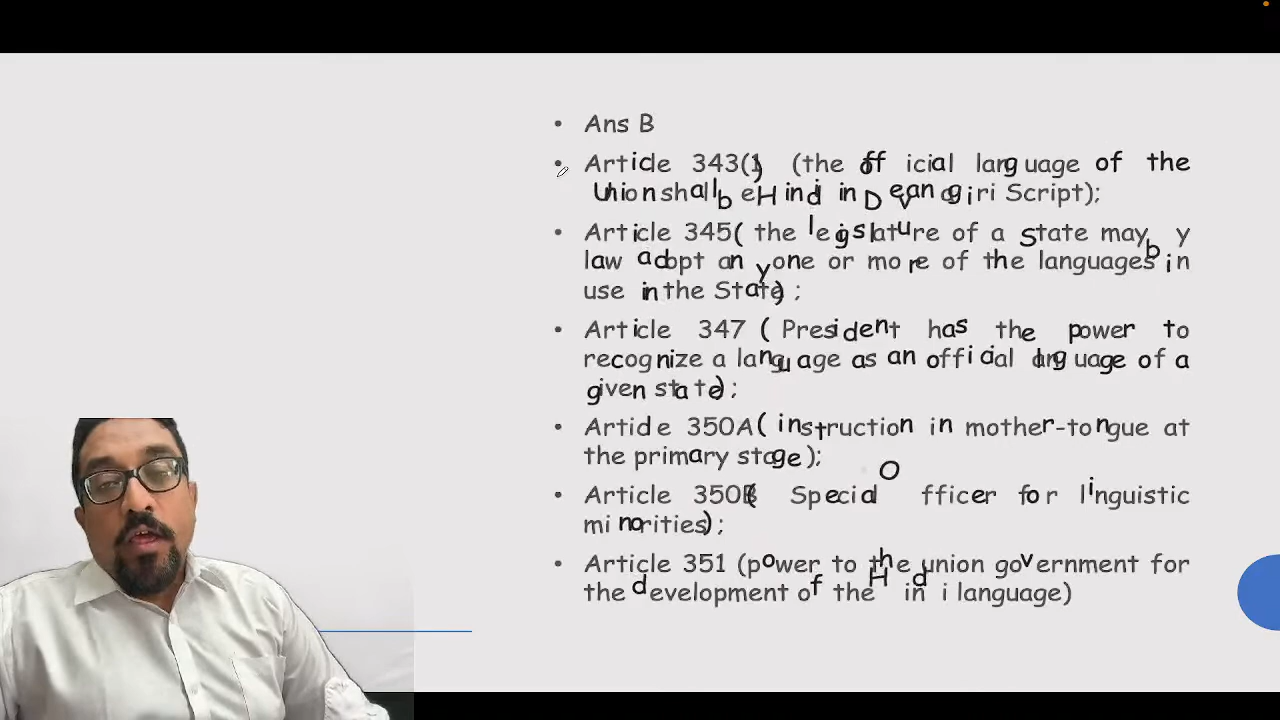 • Ans B
• Article 343(1) (the official language of the
Union shall be Hindi in Devanagiri Script);
• Article 345( the legislature of a State may by
law adopt any one or more of the languages in
use in the State) ;
• Article 347 ( President has the power to
recognize a language as an official language of a
given state) ;
• Article 350A( instruction in mother-tongue at
the primary stage );
• Article 350B( Special Officer for linguistic
minorities) ;
• Article 351 (power to the union government for
the development of the Hindi language)